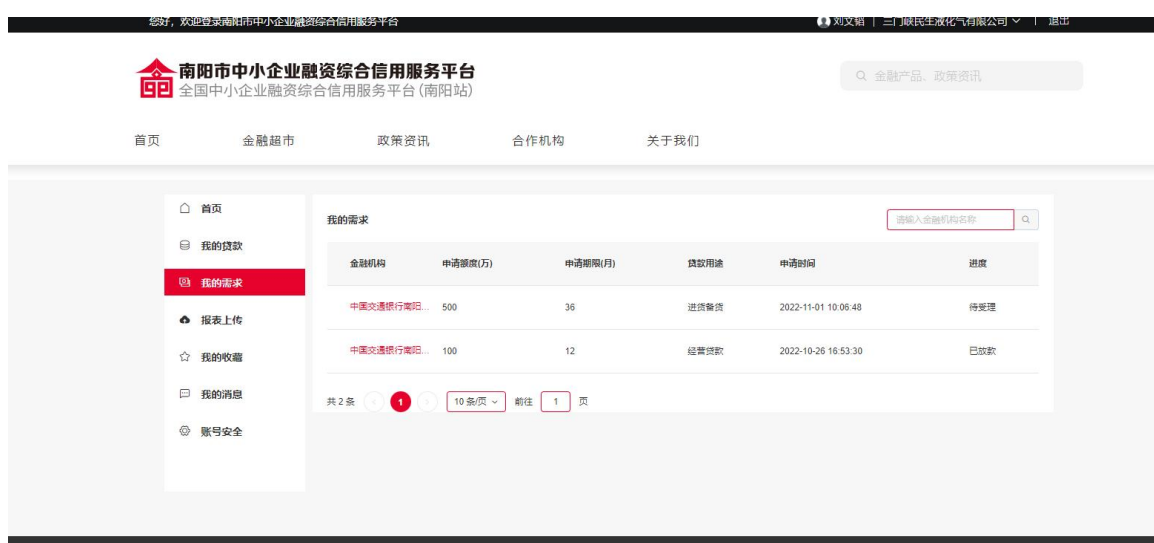 您好，欢迎登录南阳市中小企业融资综合信用服务平台
刘文韬 | 三门峡民生液化气有限公司 | 退出
南阳市中小企业融资综合信用服务平台
全国中小企业融资综合信用服务平台(南阳站)
金融产品、政策资讯
首页 金融超市 政策资讯 合作机构 关于我们
首页
我的贷款
我的需求
报表上传
我的收藏
我的消息
账号安全
我的需求
请输入金融机构名称
金融机构 申请额度(万) 申请期限(月) 贷款用途 申请时间 进度
中国交通银行南阳... 500 36 进货备货 2022-11-01 10:06:48 待受理
中国交通银行南阳... 100 12 经营贷款 2022-10-26 16:53:30 已放款
共 2 条 1 10 条/页 前往 1 页